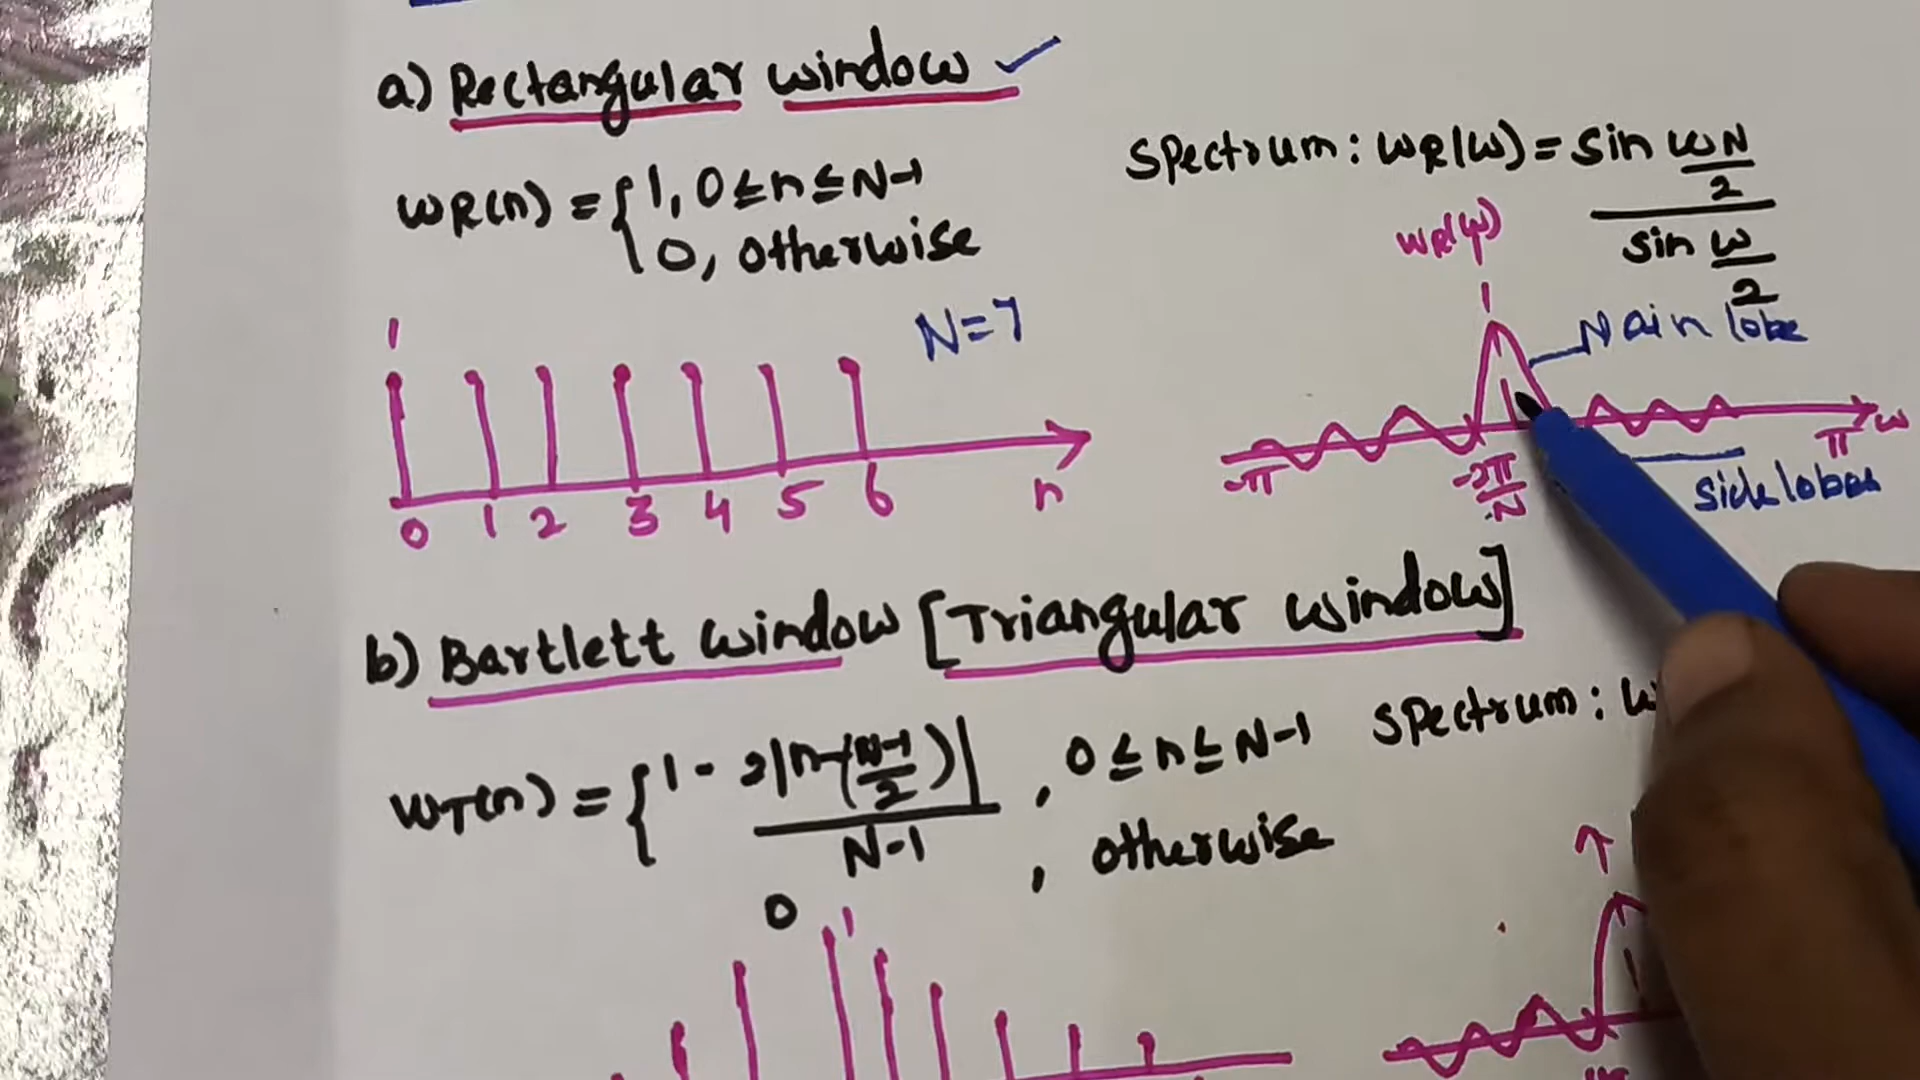 a) Rectangular window ✓
WR(n) = { 1, 0 ≤ n ≤ N-1
0, otherwise
Spectrum: WR(ω) = sin ωN/2
sin ω/2
WR(ω)
1
N=7
1
Main lobe
0 1 2 3 4 5 6 n
-π -2π/N π ω
side lobes
b) Bartlett window [Triangular window]
WT(n) = { 1 - 2|n-(N-1/2)| / N-1 , 0 ≤ n ≤ N-1
0 , otherwise
Spectrum: W
1